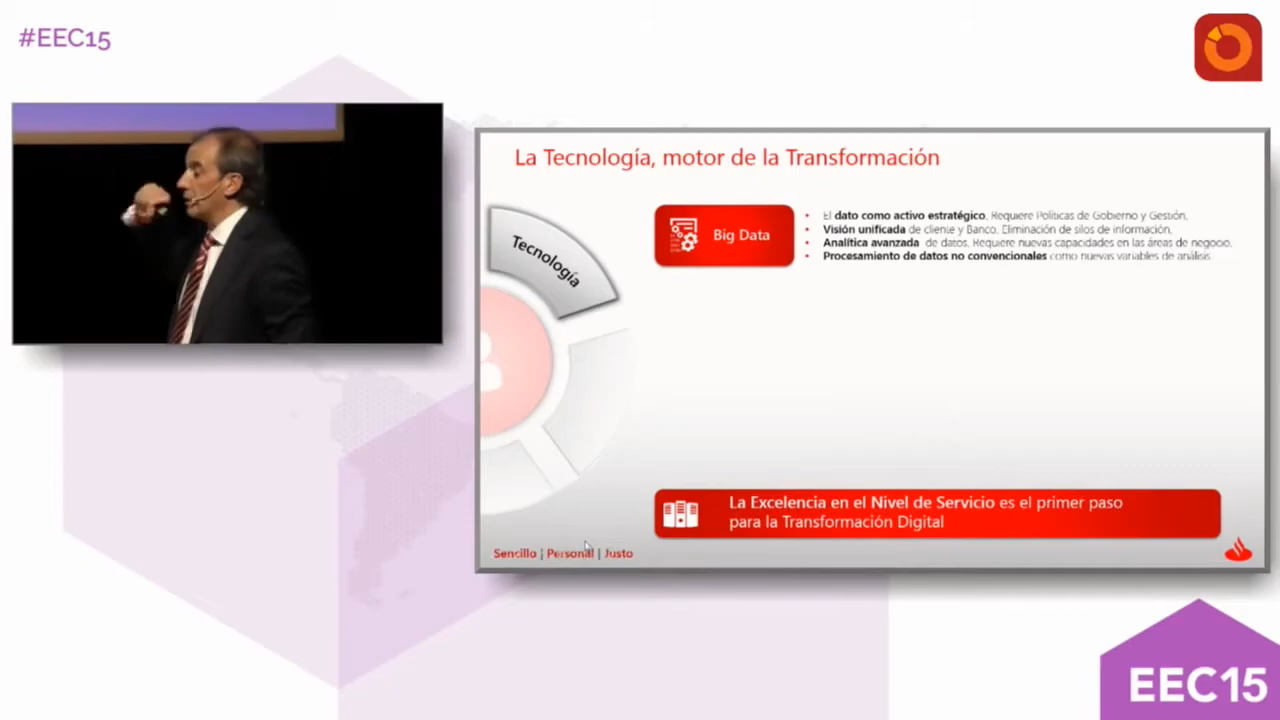 #EEC15
La Tecnología, motor de la Transformación
Tecnología
Big Data
• El dato como activo estratégico. Requiere Políticas de Gobierno y Gestión.
• Visión unificada de cliente y Banco. Eliminación de silos de información.
• Analítica avanzada de datos. Requiere nuevas capacidades en las áreas de negocio.
• Procesamiento de datos no convencionales como nuevas variables de análisis
La Excelencia en el Nivel de Servicio es el primer paso
para la Transformación Digital
Sencillo | Personal | Justo
EEC15